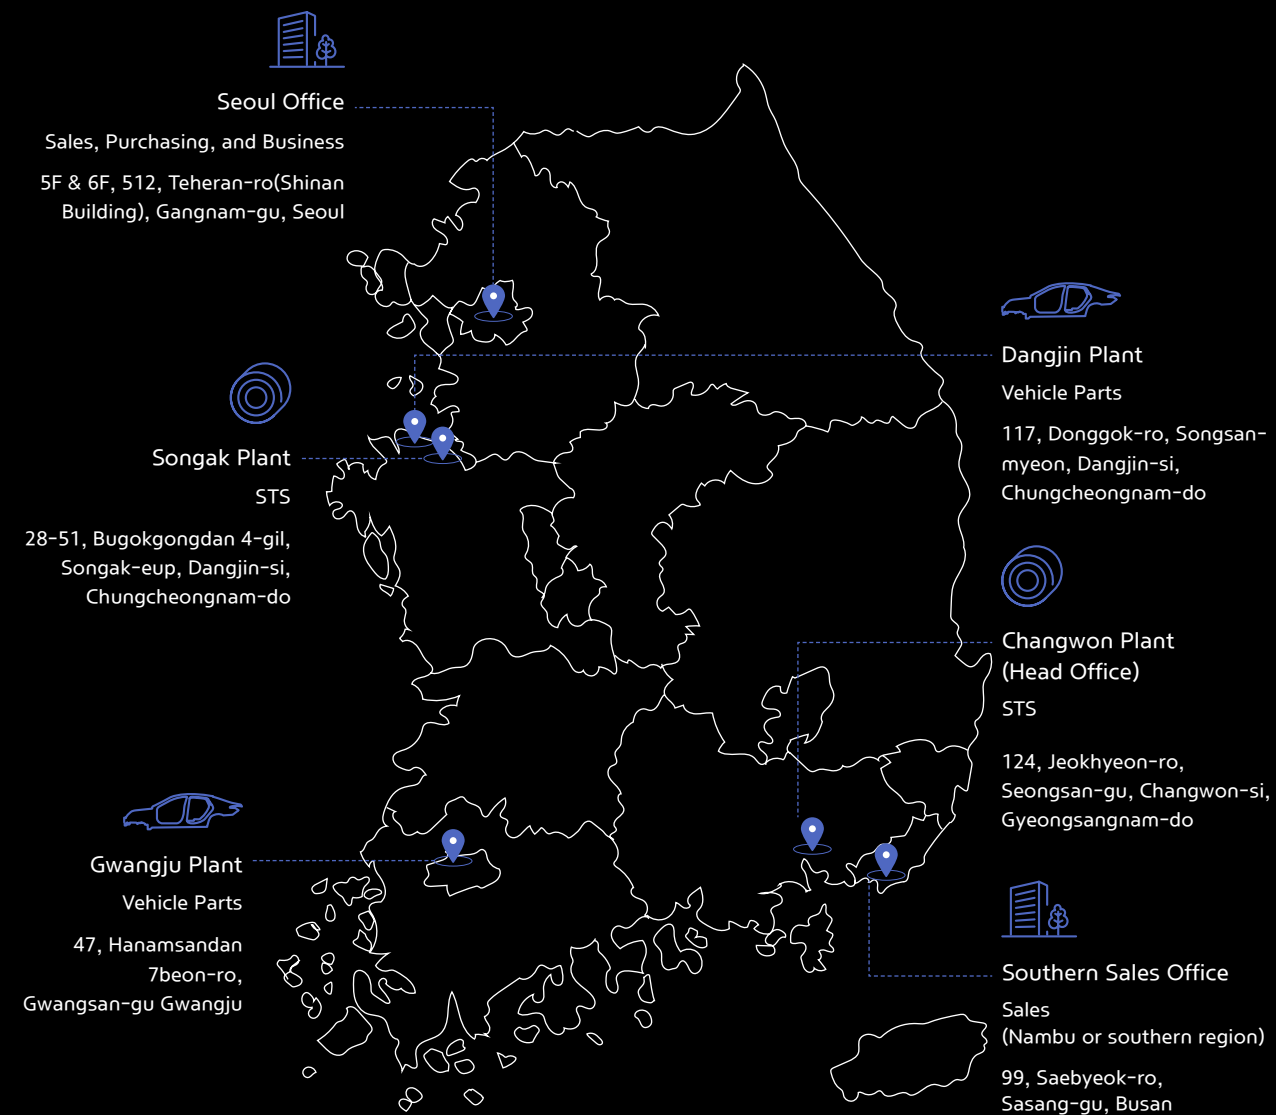 Seoul Office
Sales, Purchasing, and Business
5F & 6F, 512, Teheran-ro(Shinan
Building), Gangnam-gu, Seoul
Songak Plant
STS
28-51, Bugokgongdan 4-gil,
Songak-eup, Dangjin-si,
Chungcheongnam-do
Gwangju Plant
Vehicle Parts
47, Hanamsandan
7beon-ro,
Gwangsan-gu Gwangju
Dangjin Plant
Vehicle Parts
117, Donggok-ro, Songsan-
myeon, Dangjin-si,
Chungcheongnam-do
Changwon Plant
(Head Office)
STS
124, Jeokhyeon-ro,
Seongsan-gu, Changwon-si,
Gyeongsangnam-do
Southern Sales Office
Sales
(Nambu or southern region)
99, Saebyeok-ro,
Sasang-gu, Busan